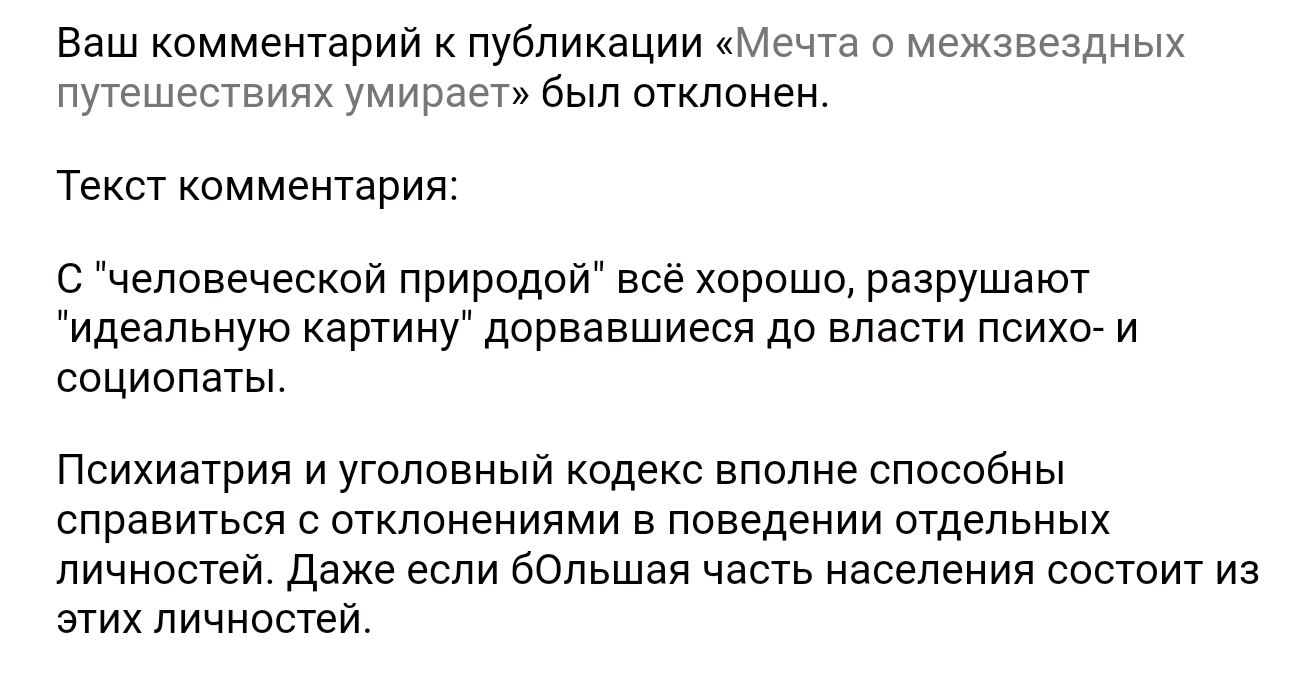 Ваш комментарий к публикации «Мечта о межзвездных
путешествиях умирает» был отклонен.
Текст комментария:
С "человеческой природой" всё хорошо, разрушают
"идеальную картину" дорвавшиеся до власти психо- и
социопаты.
Психиатрия и уголовный кодекс вполне способны
справиться с отклонениями в поведении отдельных
личностей. Даже если бОльшая часть населения состоит из
этих личностей.